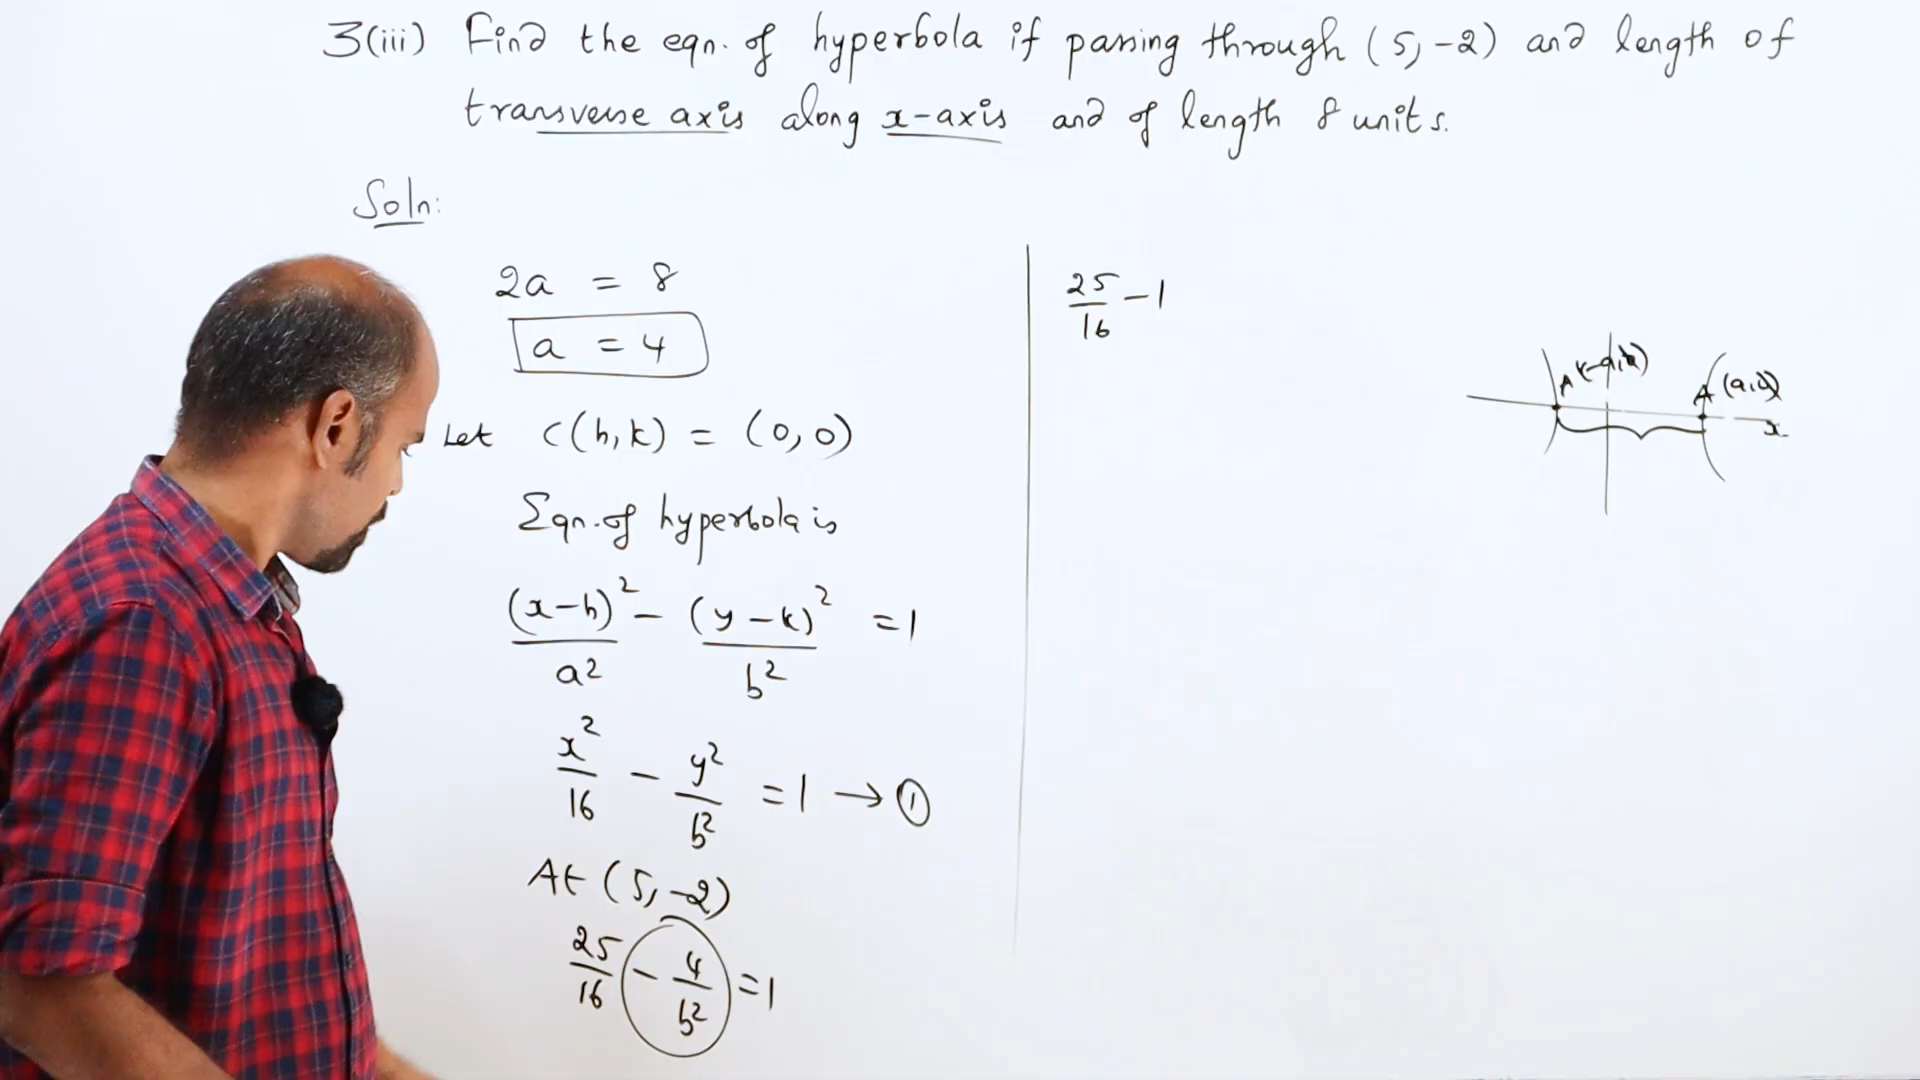 3(iii) Find the eqn. of hyperbola if passing through (5, -2) and length of
transverse axis along x-axis and of length 8 units.
Soln:
2a = 8
a = 4
Let C(h, k) = (0, 0)
Eqn. of hyperbola is
(x-h)²/a² - (y-k)²/b² = 1
x²/16 - y²/b² = 1 → ①
At (5, -2)
25/16 - 4/b² = 1
25/16 - 1
A
A (a, 0)
x